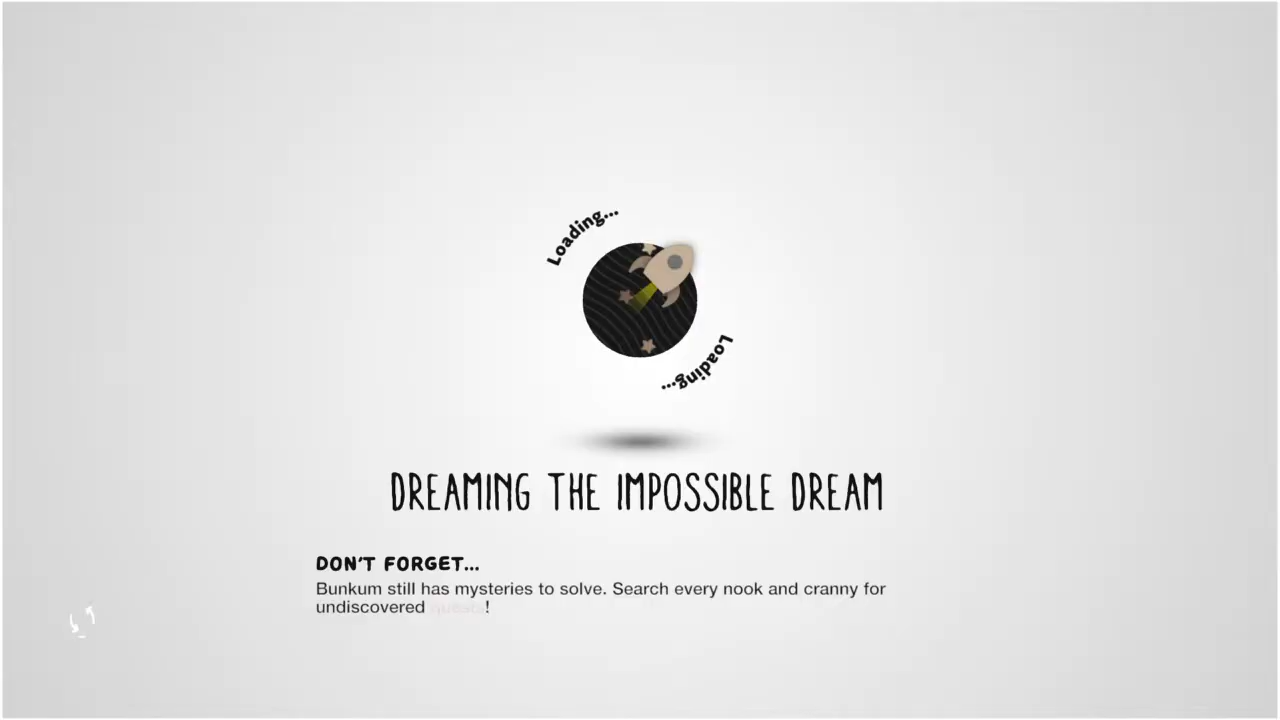 Loading...
Loading...
DREAMING THE IMPOSSIBLE DREAM
DON'T FORGET...
Bunkum still has mysteries to solve. Search every nook and cranny for
undiscovered quests!